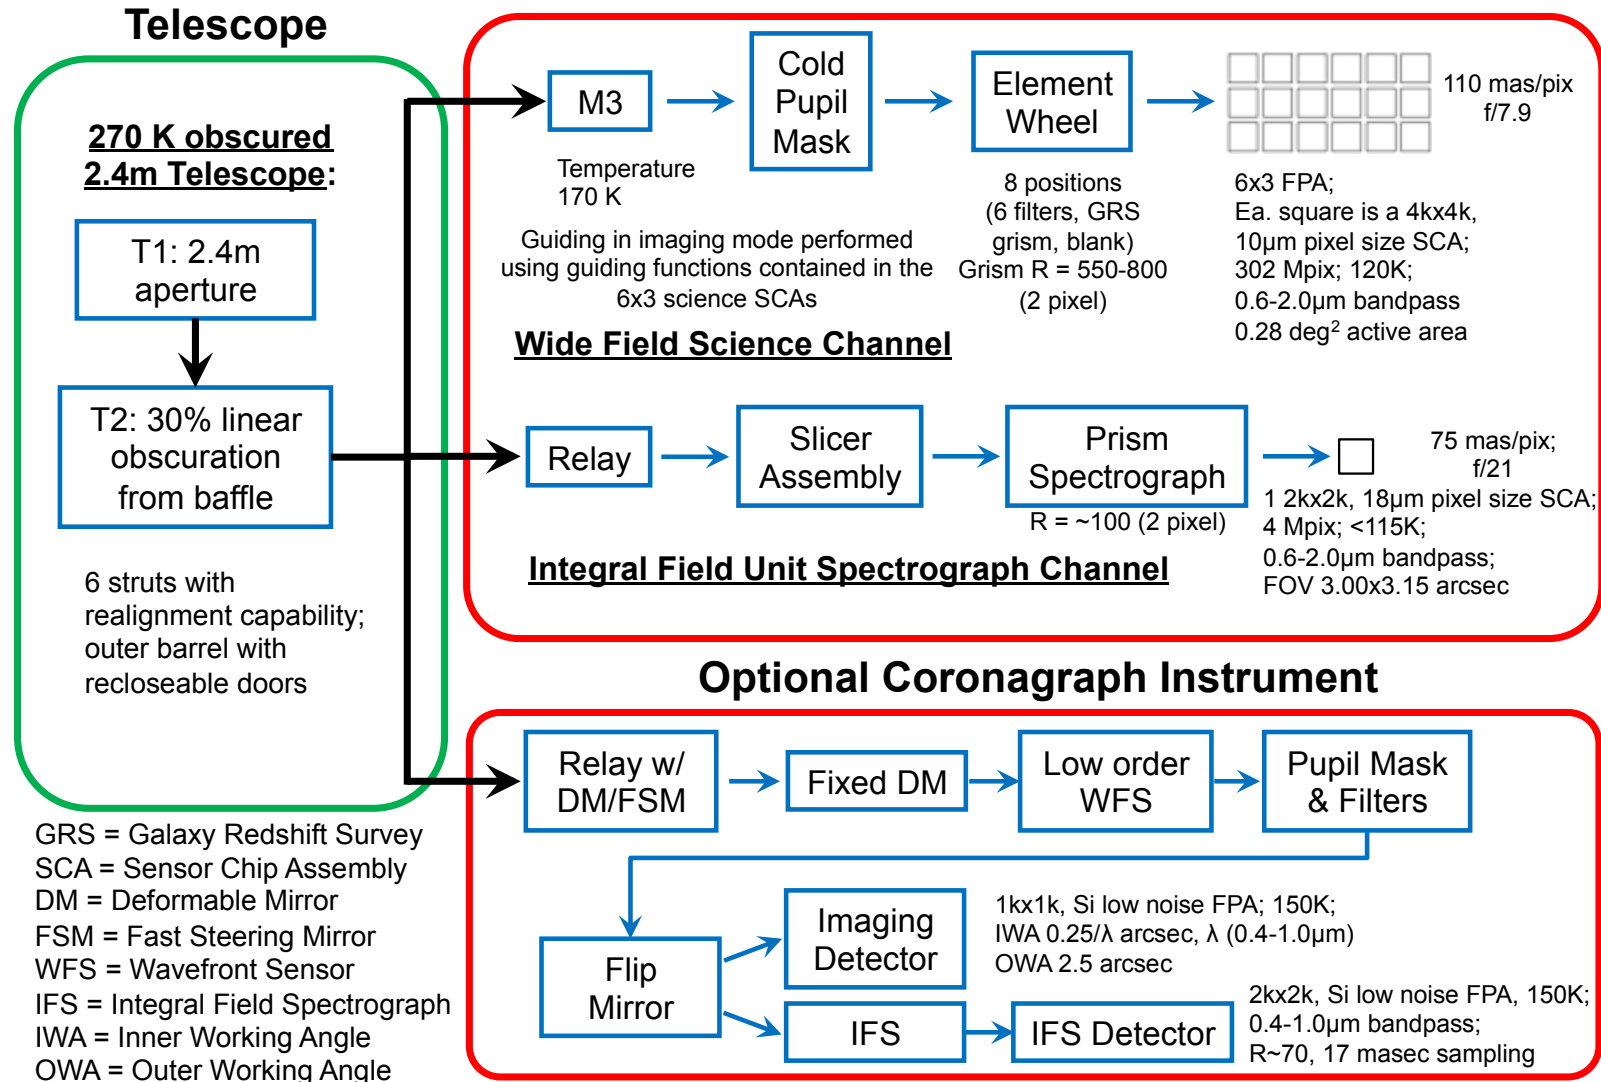 Telescope
270 K obscured
2.4m Telescope:
T1: 2.4m
aperture
T2: 30% linear
obscuration
from baffle
6 struts with
realignment capability;
outer barrel with
recloseable doors
GRS = Galaxy Redshift Survey
SCA = Sensor Chip Assembly
DM = Deformable Mirror
FSM = Fast Steering Mirror
WFS = Wavefront Sensor
IFS = Integral Field Spectrograph
IWA = Inner Working Angle
OWA = Outer Working Angle
M3
Temperature
170 K
Cold
Pupil
Mask
Element
Wheel
8 positions
(6 filters, GRS
grism, blank)
Grism R = 550-800
(2 pixel)
110 mas/pix
f/7.9
6x3 FPA;
Ea. square is a 4kx4k,
10µm pixel size SCA;
302 Mpix; 120K;
0.6-2.0µm bandpass
0.28 deg² active area
Guiding in imaging mode performed
using guiding functions contained in the
6x3 science SCAs
Wide Field Science Channel
Relay
Slicer
Assembly
Prism
Spectrograph
R = ~100 (2 pixel)
75 mas/pix;
f/21
1 2kx2k, 18µm pixel size SCA;
4 Mpix; <115K;
0.6-2.0µm bandpass;
FOV 3.00x3.15 arcsec
Integral Field Unit Spectrograph Channel
Optional Coronagraph Instrument
Relay w/
DM/FSM
Fixed DM
Low order
WFS
Pupil Mask
& Filters
Flip
Mirror
Imaging
Detector
1kx1k, Si low noise FPA; 150K;
IWA 0.25/λ arcsec, λ (0.4-1.0µm)
OWA 2.5 arcsec
IFS
IFS Detector
2kx2k, Si low noise FPA, 150K;
0.4-1.0µm bandpass;
R~70, 17 masec sampling